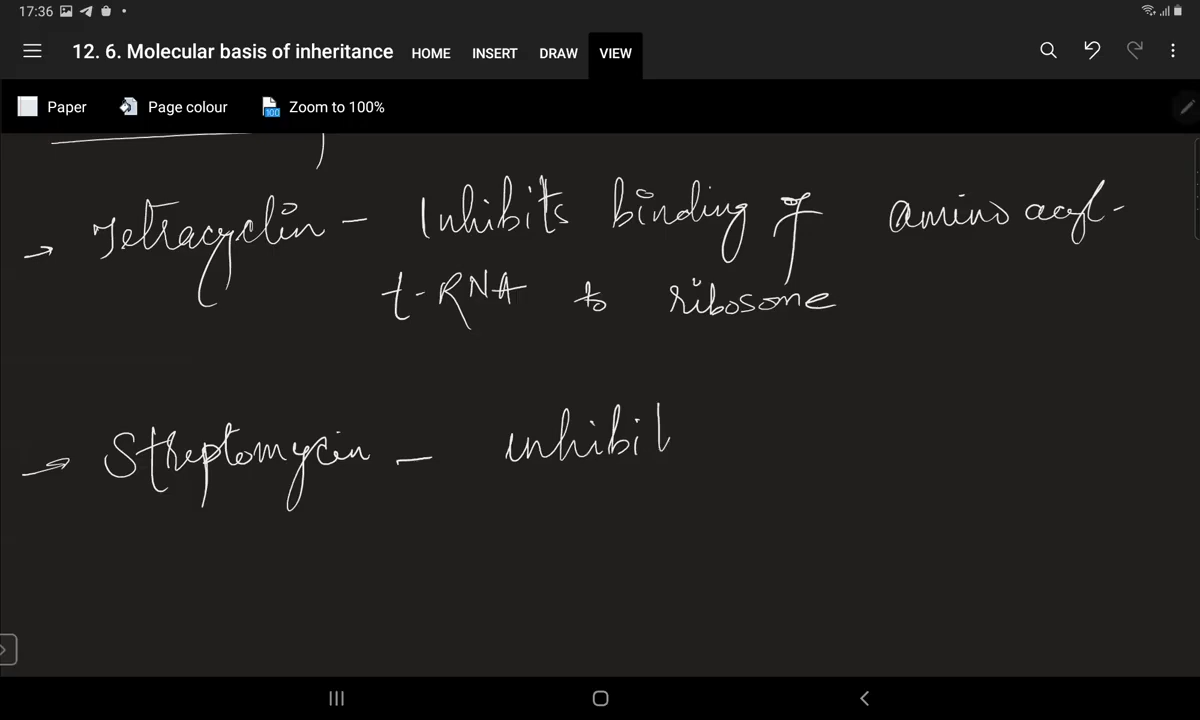 17:36
12. 6. Molecular basis of inheritance HOME INSERT DRAW VIEW
Paper Page colour Zoom to 100%
→ Tetracyclin - Inhibits binding of amino acyl-
t-RNA to ribosome
→ Streptomycin - inhibit